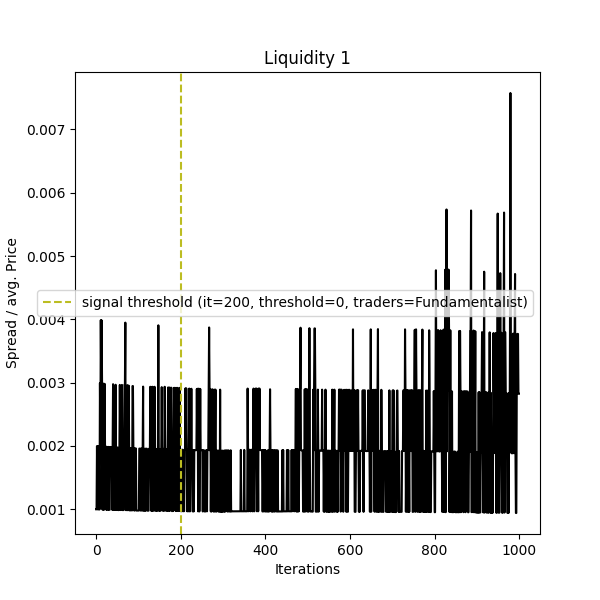 Liquidity 1
0.007
0.006
0.005
0.004
0.003
0.002
0.001
Spread / avg. Price
signal threshold (it=200, threshold=0, traders=Fundamentalist)
0 200 400 600 800 1000
Iterations